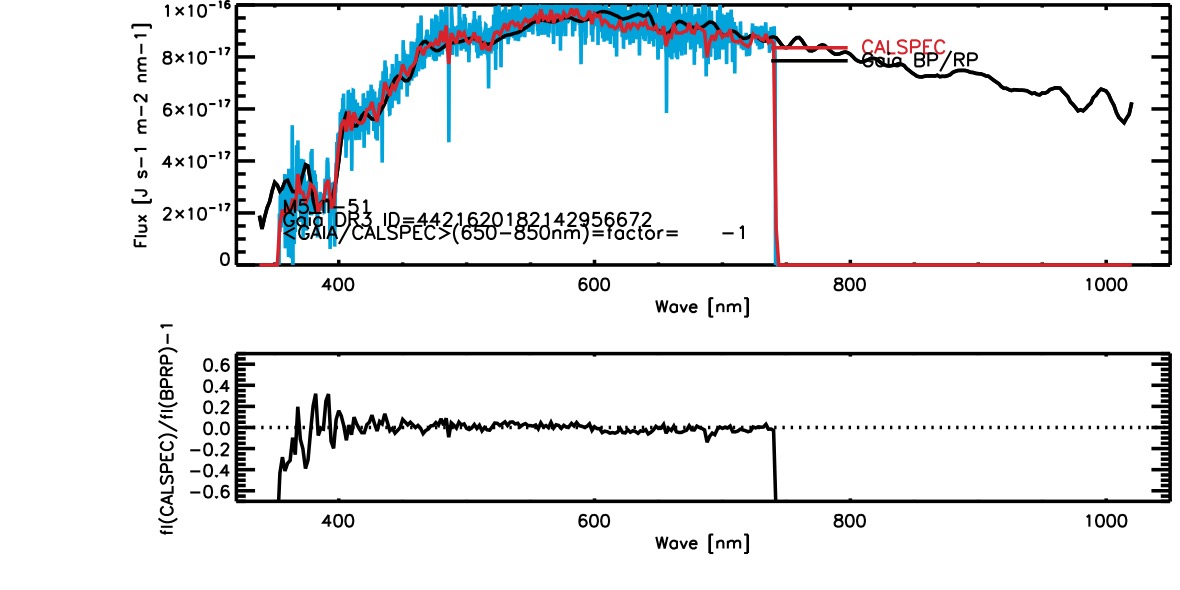 1×10−16
8×10−17
6×10−17
4×10−17
2×10−17
0
Flux [J s−1 m−2 nm−1]
CALSPEC
Gaia BP/RP
Gaia DR3 ID=4421620182142956672
<GAIA/CALSPEC>(650−850nm)=factor= −1
400 600 800 1000
Wave [nm]
fl(CALSPEC)/fl(BPRP)−1
0.6
0.4
0.2
0.0
−0.2
−0.4
−0.6
400 600 800 1000
Wave [nm]